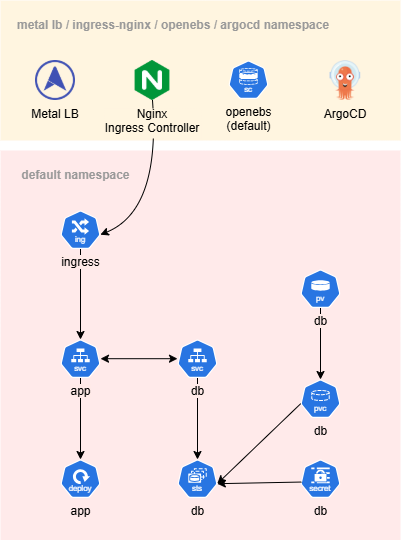 metal lb / ingress-nginx / openebs / argocd namespace
N
sc
Metal LB
Nginx
Ingress Controller
openebs
(default)
ArgoCD
default namespace
ing
ingress
pv
db
svc
svc
app
db
pvc
db
deploy
sts
secret
app
db
db